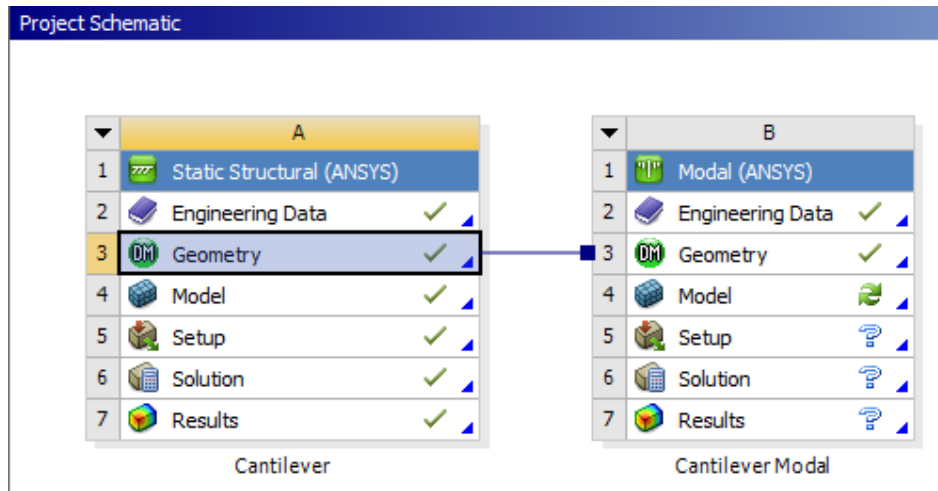 Project Schematic
A
1 Static Structural (ANSYS)
2 Engineering Data
3 DM Geometry
4 Model
5 Setup
6 Solution
7 Results
Cantilever
B
1 Modal (ANSYS)
2 Engineering Data
3 DM Geometry
4 Model
5 Setup ?
6 Solution ?
7 Results ?
Cantilever Modal